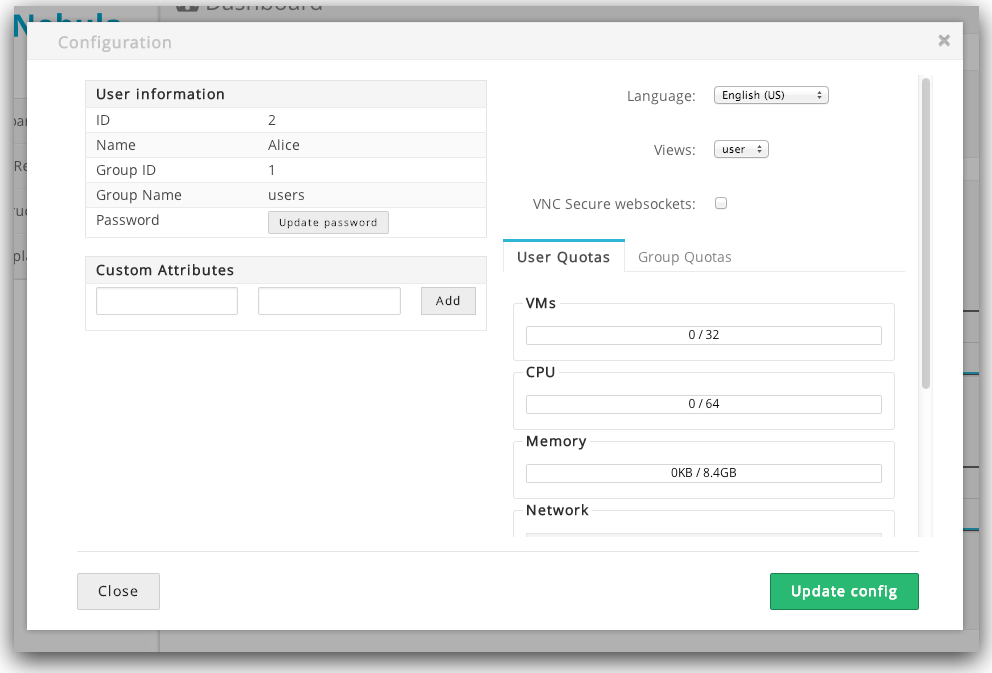 Dashboard
Nebula
Configuration
×
User information
ID 2
Name Alice
Group ID 1
Group Name users
Password Update password
Custom Attributes
Add
Language: English (US)
Views: user
VNC Secure websockets:
User Quotas Group Quotas
VMs
0 / 32
CPU
0 / 64
Memory
0KB / 8.4GB
Network
Close
Update config